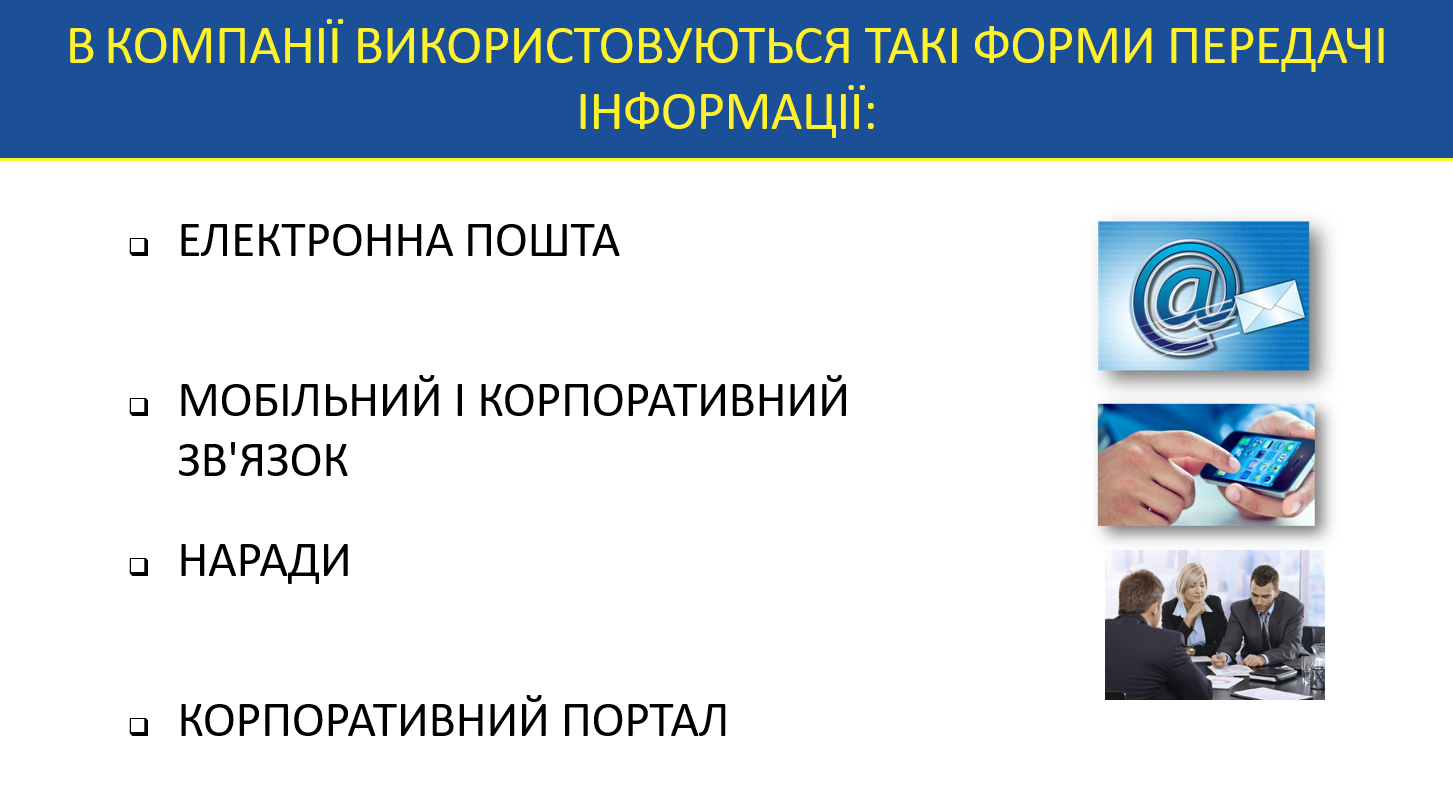 В КОМПАНІЇ ВИКОРИСТОВУЮТЬСЯ ТАКІ ФОРМИ ПЕРЕДАЧІ
ІНФОРМАЦІЇ:
ЕЛЕКТРОННА ПОШТА
МОБІЛЬНИЙ І КОРПОРАТИВНИЙ
ЗВ'ЯЗОК
НАРАДИ
КОРПОРАТИВНИЙ ПОРТАЛ